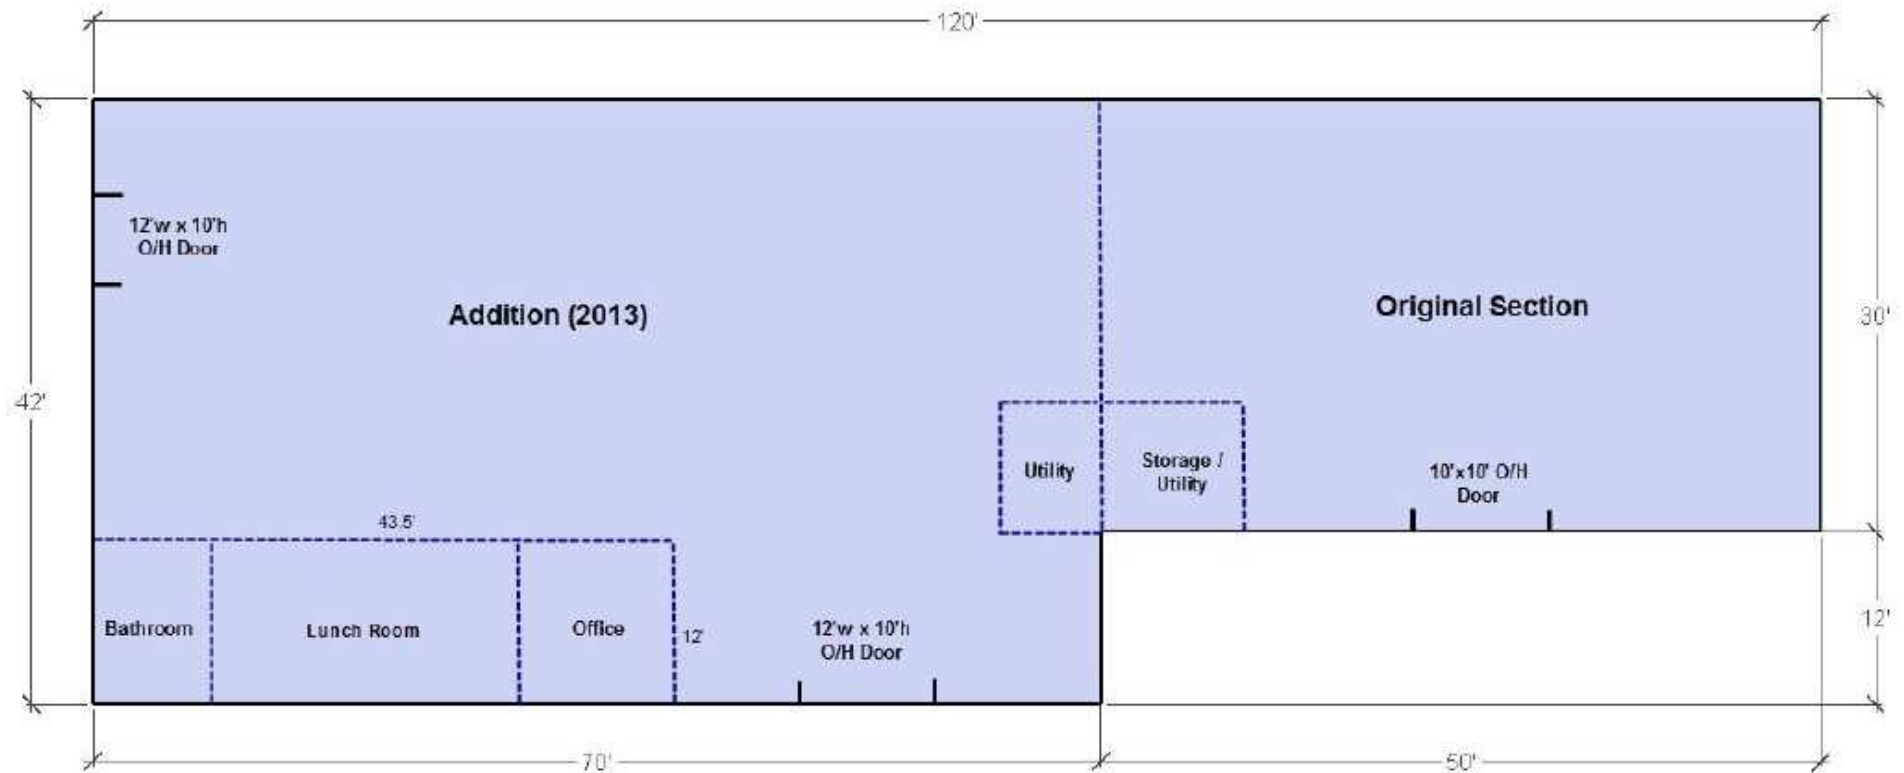 120'
12'w x 10'h
O/H Door
Addition (2013)
Original Section
30'
42'
Utility
Storage /
Utility
10'x10' O/H
Door
43.5'
Bathroom
Lunch Room
Office
12'
12'w x 10'h
O/H Door
12'
70'
50'